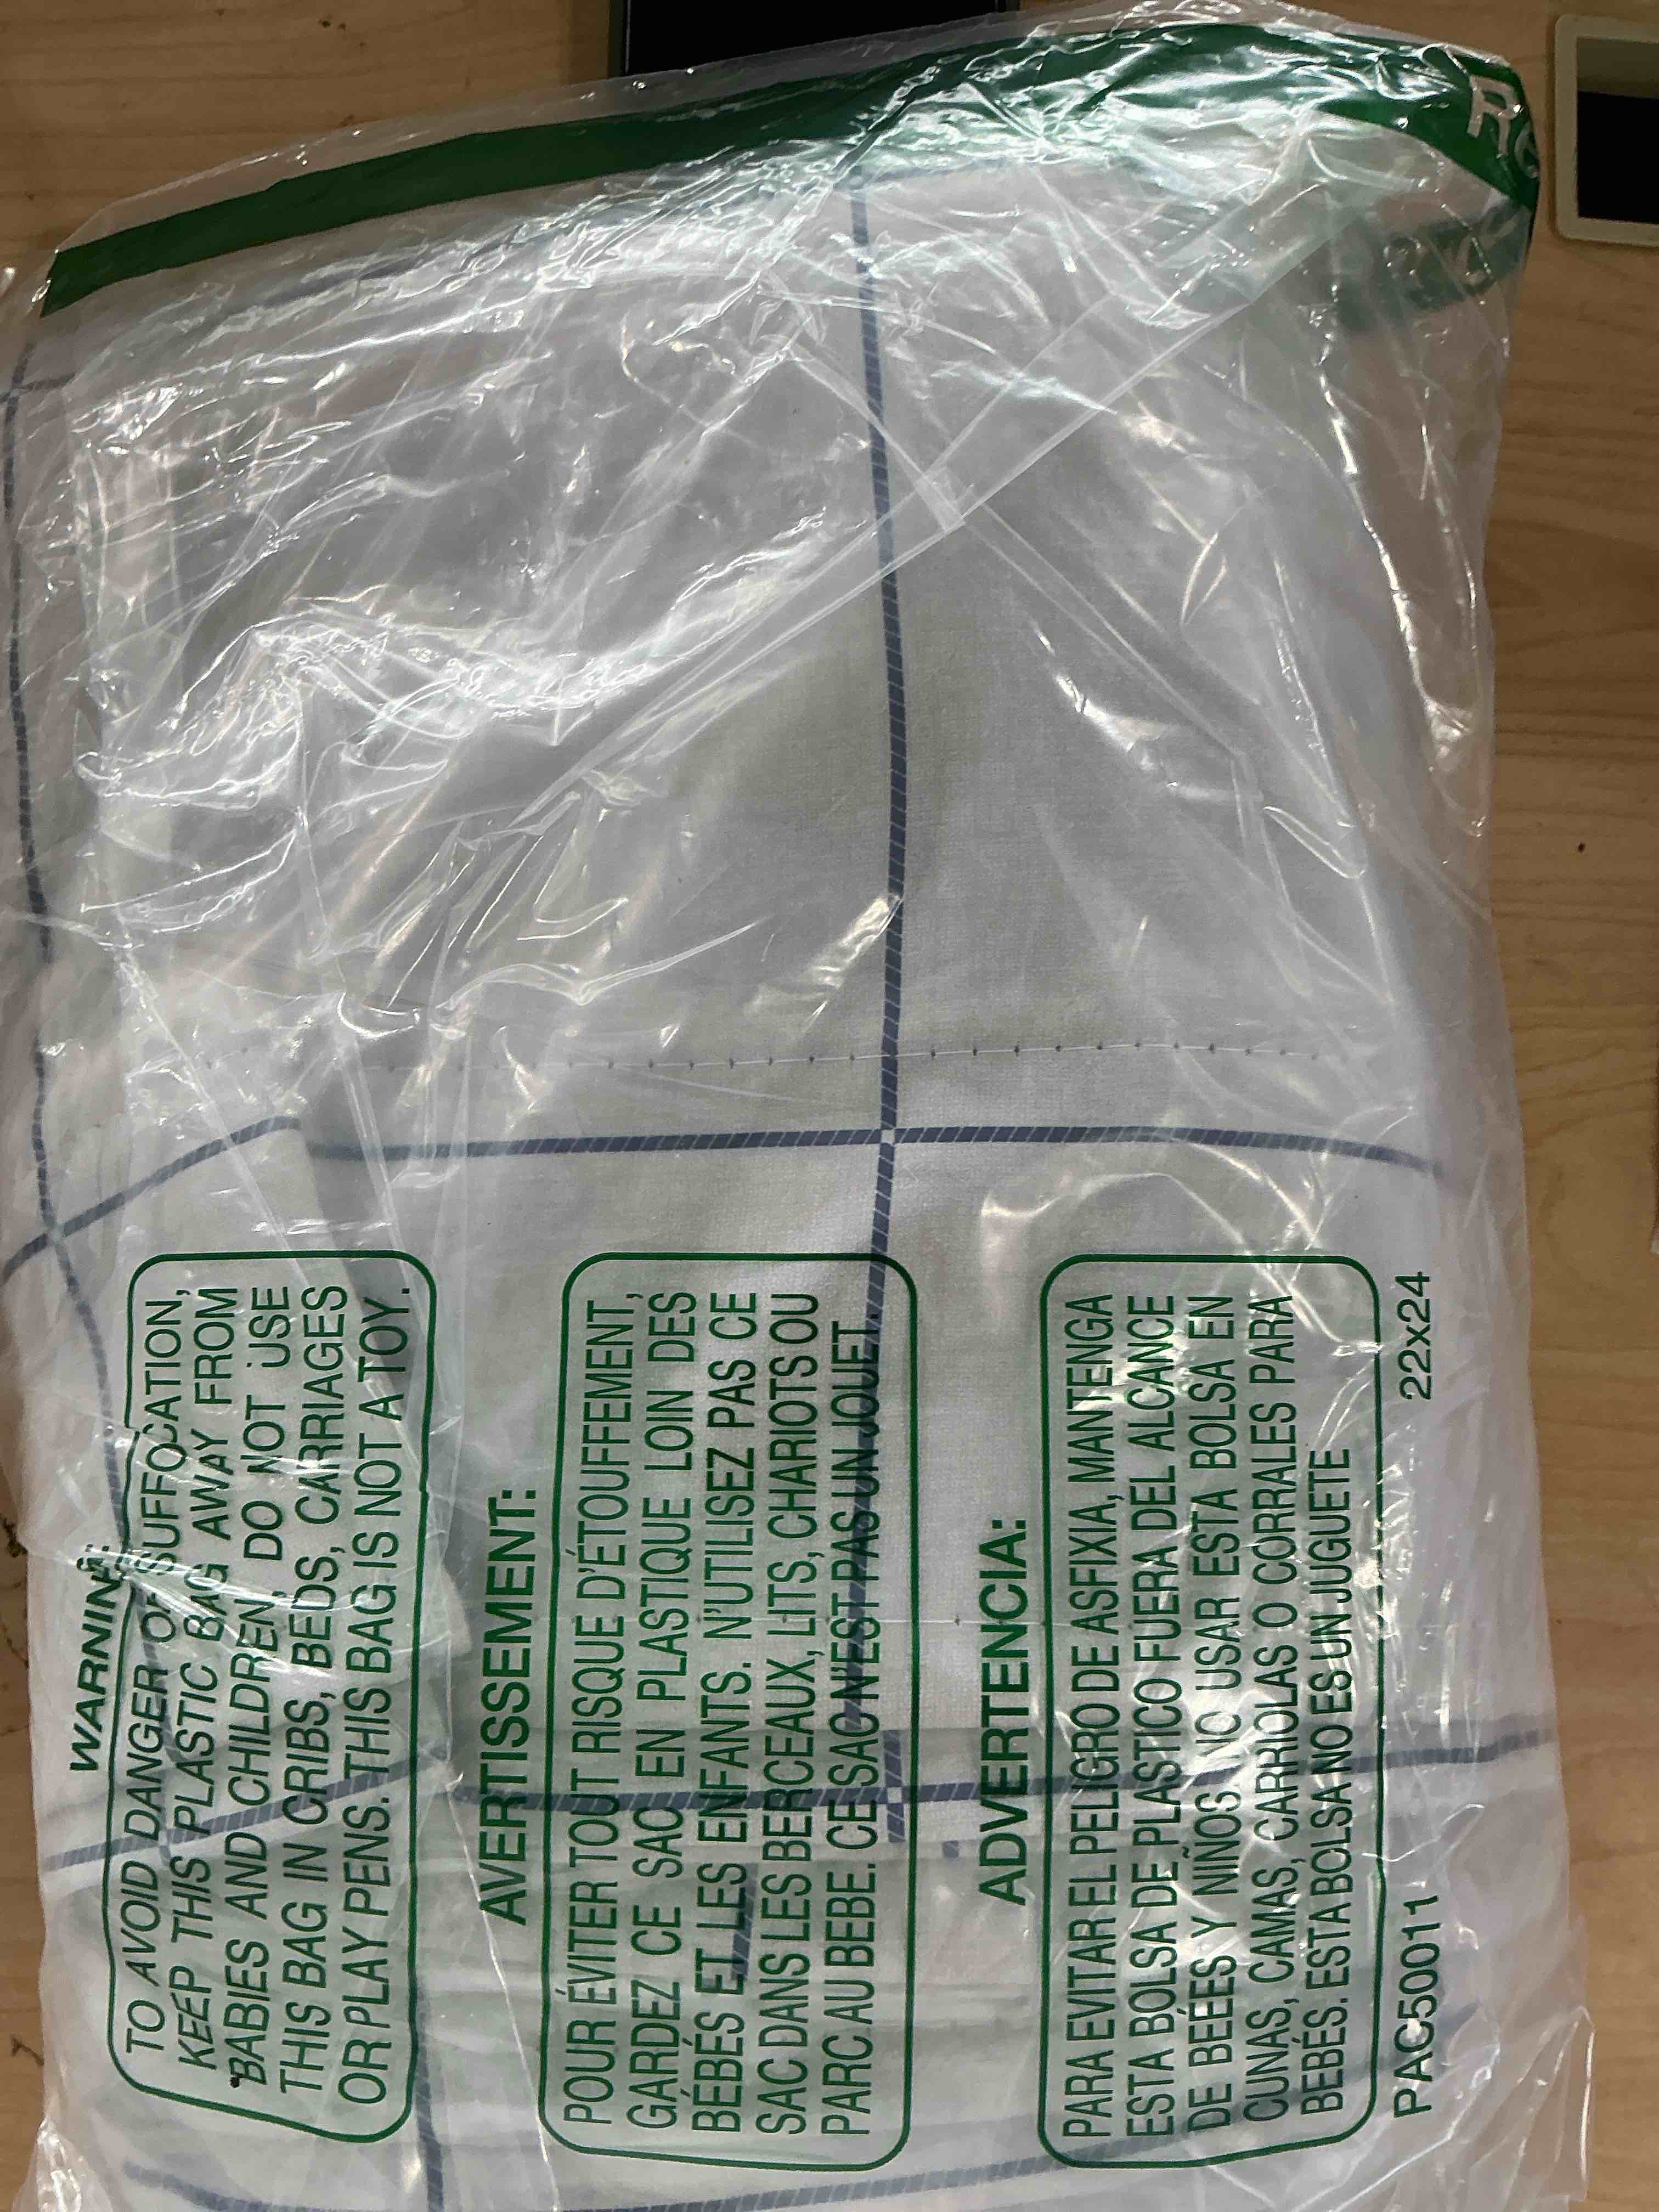 WARNING:
TO AVOID DANGER OF SUFFOCATION,
KEEP THIS PLASTIC BAG AWAY FROM
BABIES AND CHILDREN, DO NOT USE
THIS BAG IN CRIBS, BEDS, CARRIAGES
OR PLAY PENS. THIS BAG IS NOT A TOY.
AVERTISSEMENT:
POUR ÉVITER TOUT RISQUE D'ÉTOUFFEMENT,
GARDEZ CE SAC EN PLASTIQUE LOIN DES
BÉBÉS ET LES ENFANTS. N'UTILISEZ PAS CE
SAC DANS LES BERCEAUX, LITS, CHARIOTS OU
PARC AU BEBE. CE SAC N'EST PAS UN JOUET.
ADVERTENCIA:
PARA EVITAR EL PELIGRO DE ASFIXIA, MANTENGA
ESTA BOLSA DE PLASTICO FUERA DEL ALCANCE
DE BEÉES Y NIÑOS. NO USAR ESTA BOLSA EN
CUNAS, CAMAS, CARRIOLAS O CORRALES PARA
BEBÉS. ESTA BOLSA NO ES UN JUGUETE
PAC50011 22x24